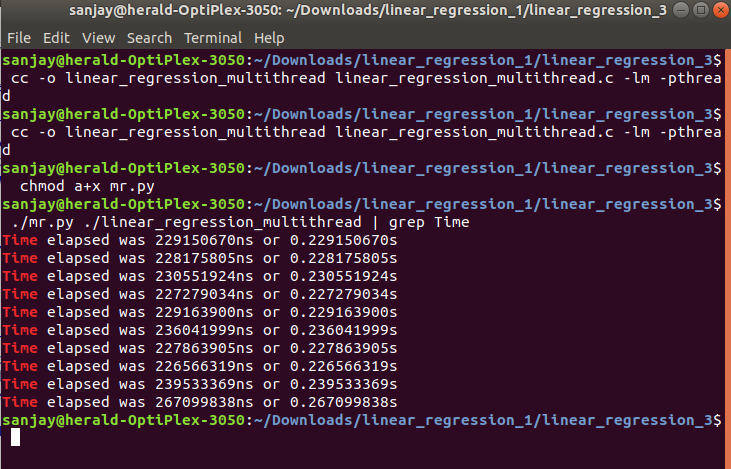 sanjay@herald-OptiPlex-3050: ~/Downloads/linear_regression_1/linear_regression_3
File Edit View Search Terminal Help
sanjay@herald-OptiPlex-3050:~/Downloads/linear_regression_1/linear_regression_3$
cc -o linear_regression_multithread linear_regression_multithread.c -lm -pthrea
d
sanjay@herald-OptiPlex-3050:~/Downloads/linear_regression_1/linear_regression_3$
cc -o linear_regression_multithread linear_regression_multithread.c -lm -pthrea
d
sanjay@herald-OptiPlex-3050:~/Downloads/linear_regression_1/linear_regression_3$
chmod a+x mr.py
sanjay@herald-OptiPlex-3050:~/Downloads/linear_regression_1/linear_regression_3$
./mr.py ./linear_regression_multithread | grep Time
Time elapsed was 229150670ns or 0.229150670s
Time elapsed was 228175805ns or 0.228175805s
Time elapsed was 230551924ns or 0.230551924s
Time elapsed was 227279034ns or 0.227279034s
Time elapsed was 229163900ns or 0.229163900s
Time elapsed was 236041999ns or 0.236041999s
Time elapsed was 227863905ns or 0.227863905s
Time elapsed was 226566319ns or 0.226566319s
Time elapsed was 239533369ns or 0.239533369s
Time elapsed was 267099838ns or 0.267099838s
sanjay@herald-OptiPlex-3050:~/Downloads/linear_regression_1/linear_regression_3$